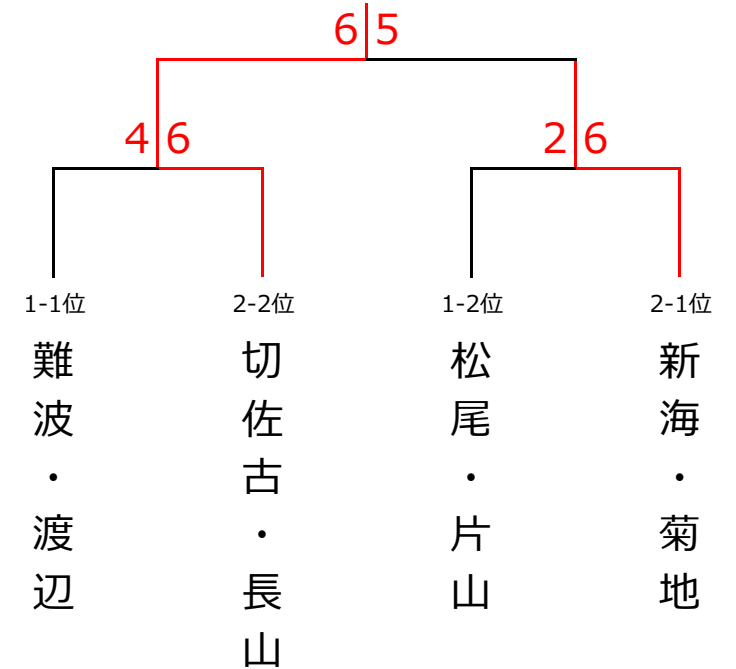 6 5
4 6
2 6
1-1位
2-2位
1-2位
2-1位
難波・渡辺
切佐古・長山
松尾・片山
新海・菊地